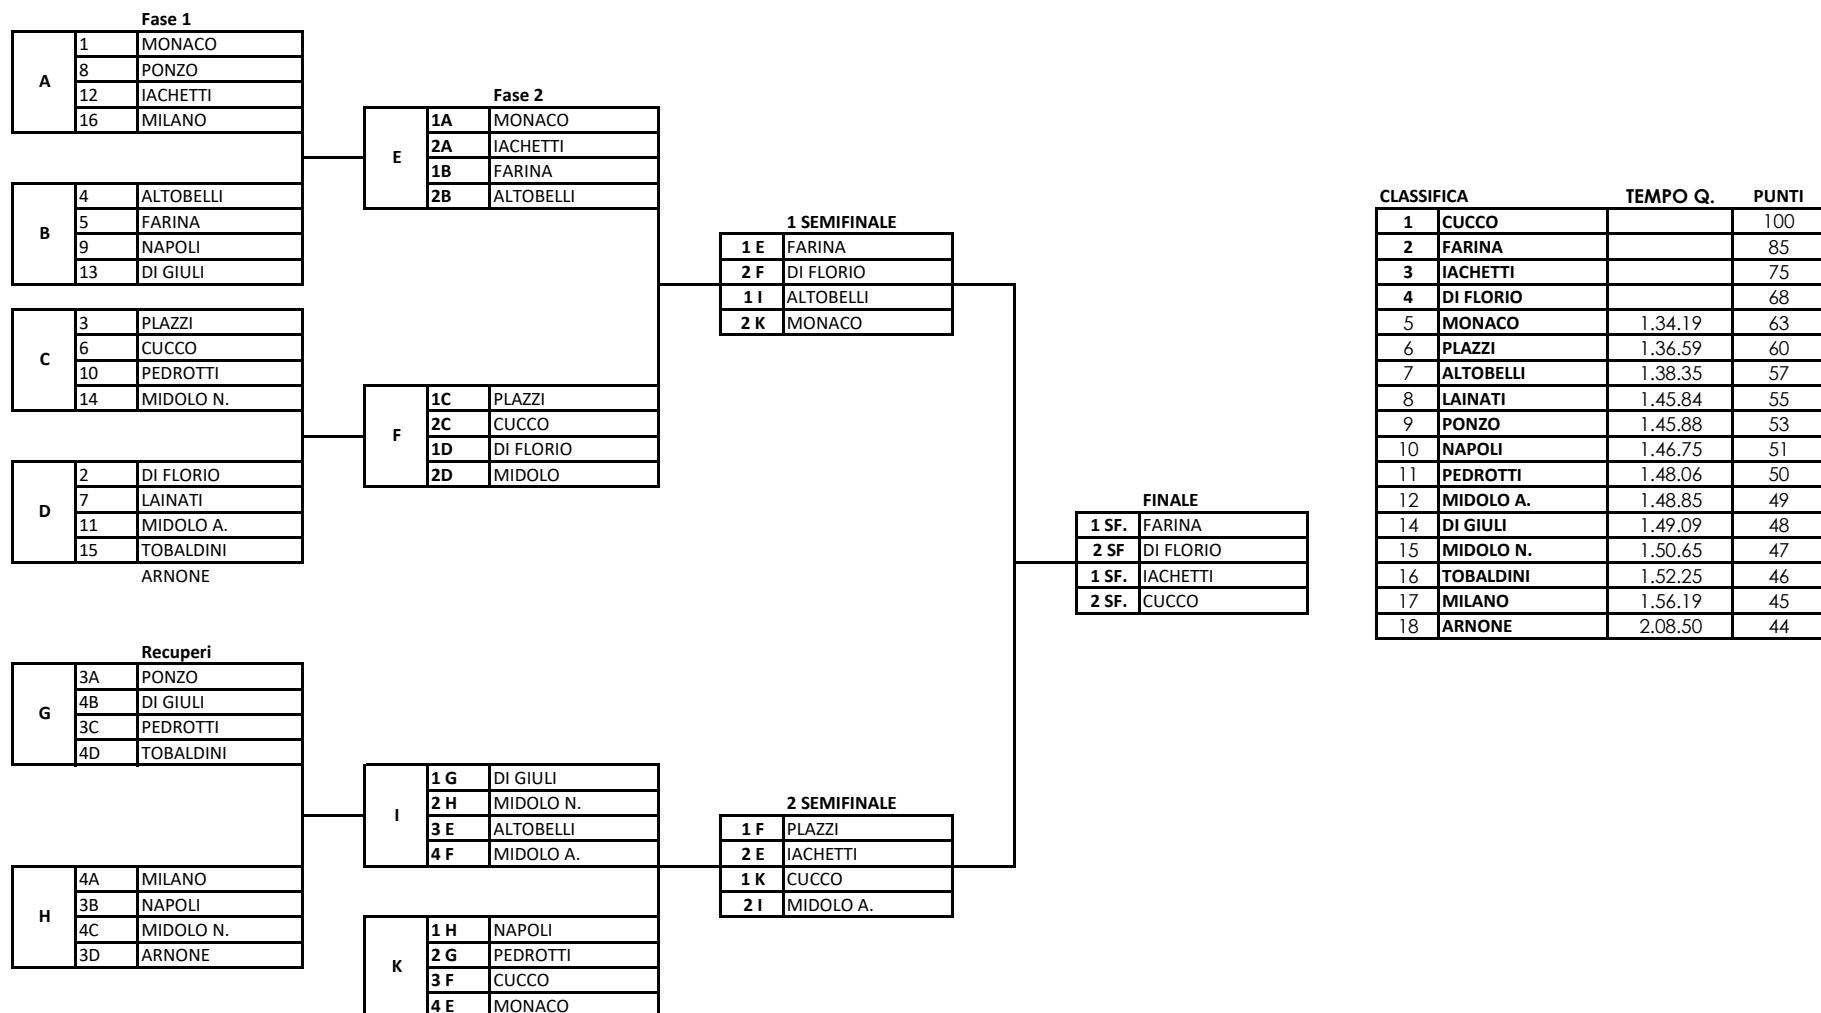 Fase 1
A
1 MONACO
8 PONZO
12 IACHETTI
16 MILANO
B
4 ALTOBELLI
5 FARINA
9 NAPOLI
13 DI GIULI
C
3 PLAZZI
6 CUCCO
10 PEDROTTI
14 MIDOLO N.
D
2 DI FLORIO
7 LAINATI
11 MIDOLO A.
15 TOBALDINI
ARNONE
Fase 2
E
1A MONACO
2A IACHETTI
1B FARINA
2B ALTOBELLI
F
1C PLAZZI
2C CUCCO
1D DI FLORIO
2D MIDOLO
1 SEMIFINALE
1 E FARINA
2 F DI FLORIO
1 I ALTOBELLI
2 K MONACO
Recuperi
G
3A PONZO
4B DI GIULI
3C PEDROTTI
4D TOBALDINI
H
4A MILANO
3B NAPOLI
4C MIDOLO N.
3D ARNONE
I
1 G DI GIULI
2 H MIDOLO N.
3 E ALTOBELLI
4 F MIDOLO A.
K
1 H NAPOLI
2 G PEDROTTI
3 F CUCCO
4 E MONACO
2 SEMIFINALE
1 F PLAZZI
2 E IACHETTI
1 K CUCCO
2 I MIDOLO A.
FINALE
1 SF. FARINA
2 SF DI FLORIO
1 SF. IACHETTI
2 SF. CUCCO
CLASSIFICA TEMPO Q. PUNTI
1 CUCCO 100
2 FARINA 85
3 IACHETTI 75
4 DI FLORIO 68
5 MONACO 1.34.19 63
6 PLAZZI 1.36.59 60
7 ALTOBELLI 1.38.35 57
8 LAINATI 1.45.84 55
9 PONZO 1.45.88 53
10 NAPOLI 1.46.75 51
11 PEDROTTI 1.48.06 50
12 MIDOLO A. 1.48.85 49
14 DI GIULI 1.49.09 48
15 MIDOLO N. 1.50.65 47
16 TOBALDINI 1.52.25 46
17 MILANO 1.56.19 45
18 ARNONE 2.08.50 44